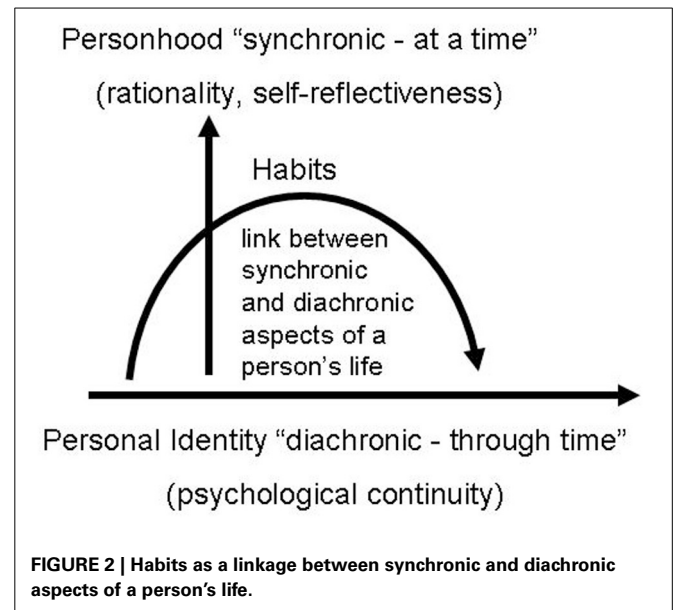 Personhood “synchronic - at a time”
(rationality, self-reflectiveness)
Habits
link between
synchronic
and diachronic
aspects of a
person’s life
Personal Identity “diachronic - through time”
(psychological continuity)
FIGURE 2 | Habits as a linkage between synchronic and diachronic
aspects of a person’s life.